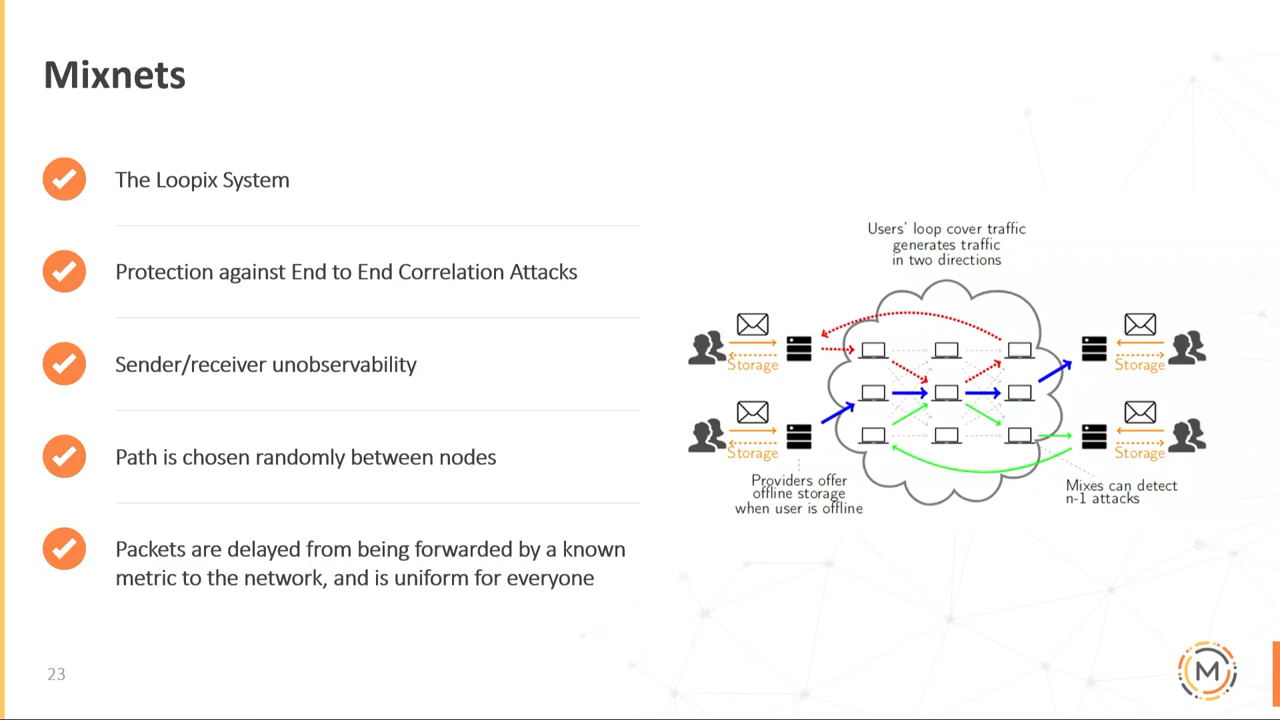 Mixnets
The Loopix System
Protection against End to End Correlation Attacks
Sender/receiver unobservability
Path is chosen randomly between nodes
Packets are delayed from being forwarded by a known
metric to the network, and is uniform for everyone
Users' loop cover traffic
generates traffic
in two directions
Storage
Storage
Storage
Storage
Providers offer
offline storage
when user is offline
Mixes can detect
n-1 attacks
23
M